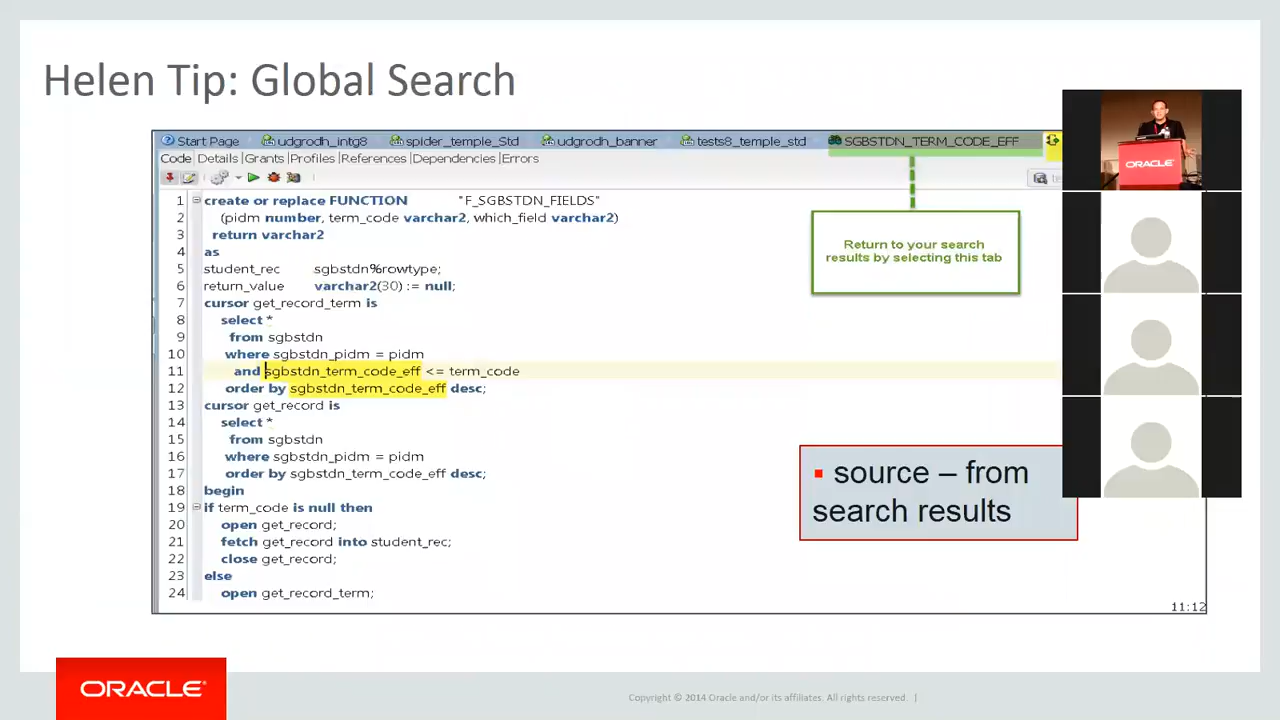 Helen Tip: Global Search
Start Page udgrodh_intg8 spider_temple_Std udgrodh_banner tests8_temple_std SGBSTDN_TERM_CODE_EFF
Code Details Grants Profiles References Dependencies Errors
1 create or replace FUNCTION "F_SGBSTDN_FIELDS"
2 (pidm number, term_code varchar2, which_field varchar2)
3 return varchar2
4 as
5 student_rec sgbstdn%rowtype;
6 return_value varchar2(30) := null;
7 cursor get_record_term is
8 select *
9 from sgbstdn
10 where sgbstdn_pidm = pidm
11 and sgbstdn_term_code_eff <= term_code
12 order by sgbstdn_term_code_eff desc;
13 cursor get_record is
14 select *
15 from sgbstdn
16 where sgbstdn_pidm = pidm
17 order by sgbstdn_term_code_eff desc;
18 begin
19 if term_code is null then
20 open get_record;
21 fetch get_record into student_rec;
22 close get_record;
23 else
24 open get_record_term;
Return to your search
results by selecting this tab
source – from
search results
11:12
ORACLE
ORACLE
Copyright © 2014 Oracle and/or its affiliates. All rights reserved. |